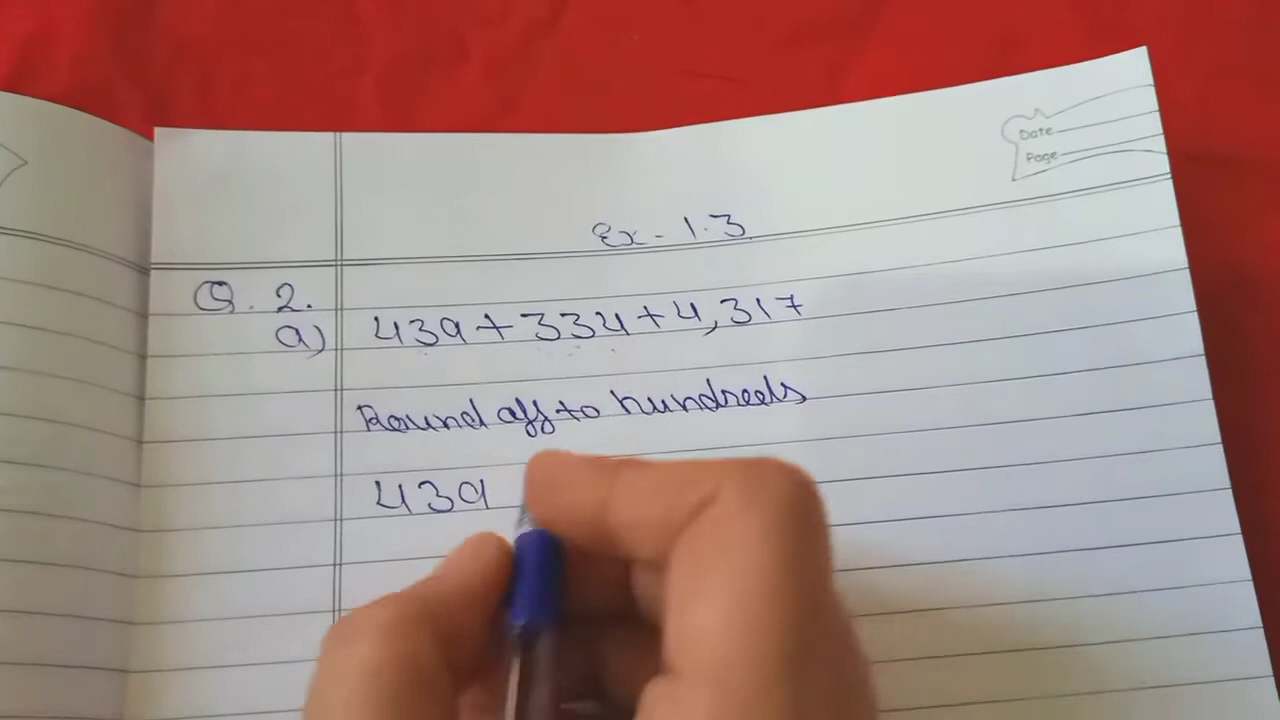 Date
Page
Ex - 1.3
Q. 2.
a) 439 + 334 + 4,317
Round off to hundreds
439